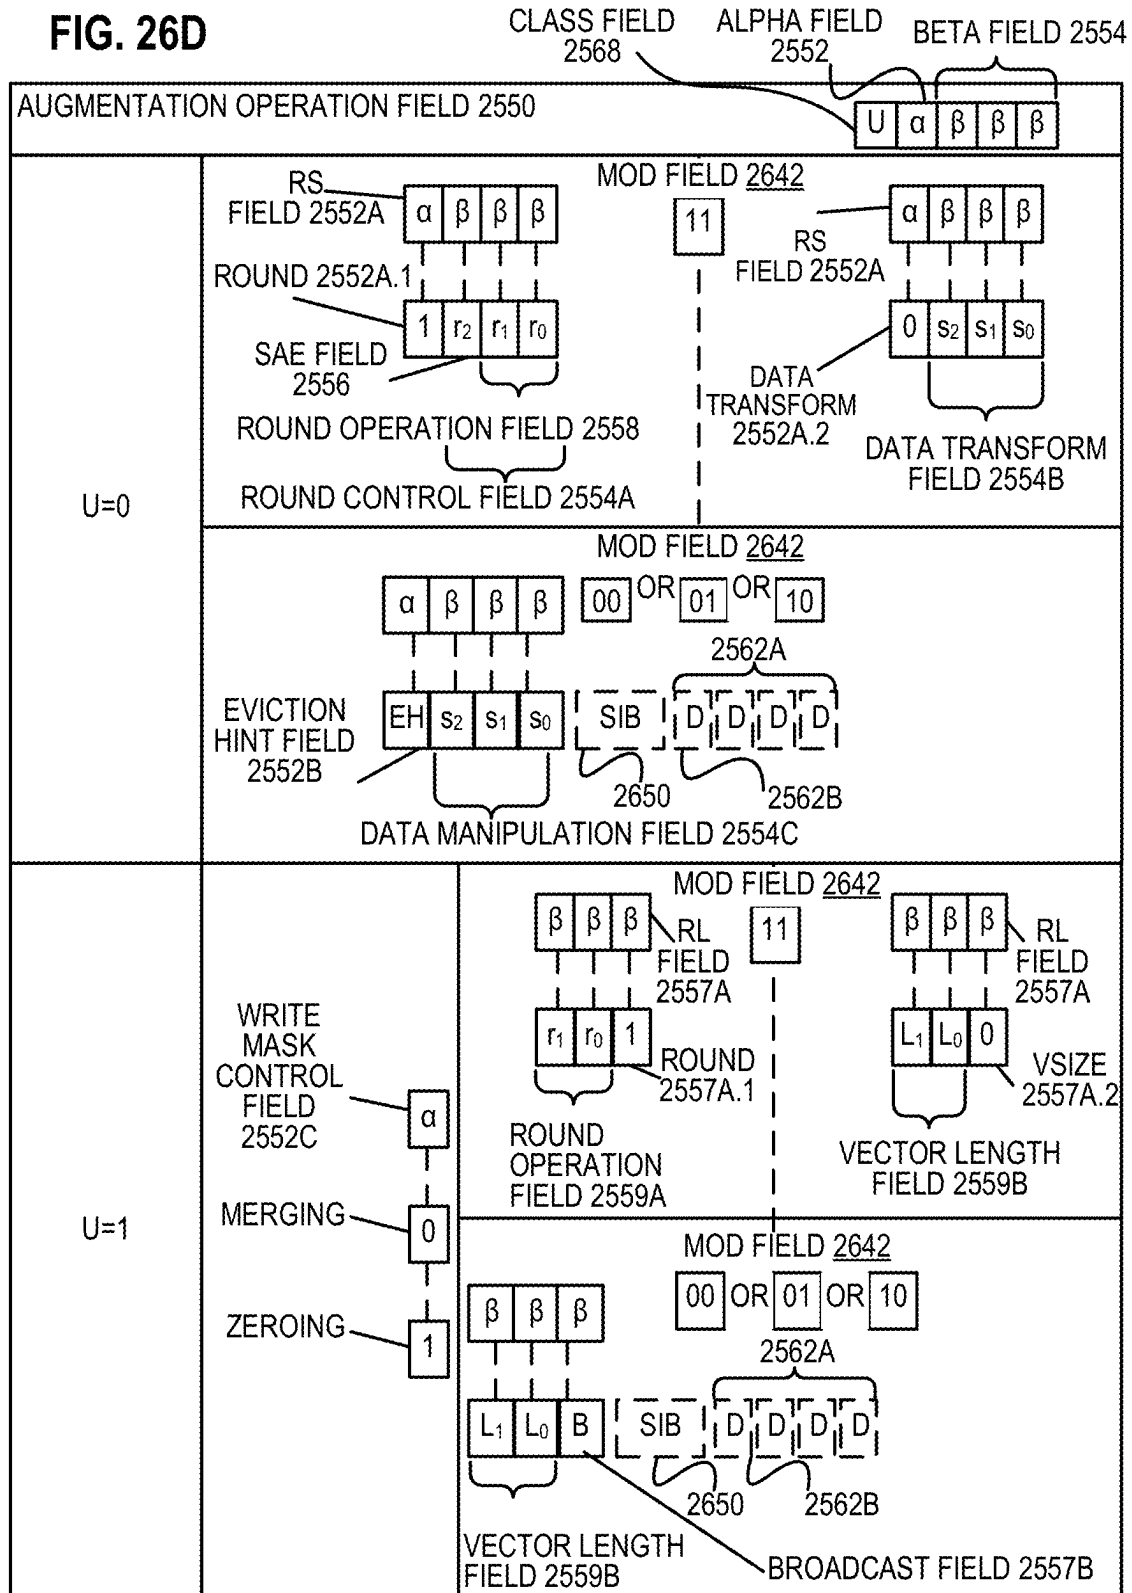 FIG. 26D
CLASS FIELD
2568
ALPHA FIELD
2552
BETA FIELD 2554
AUGMENTATION OPERATION FIELD 2550
U α β β β
U=0
MOD FIELD 2642
11
RS
FIELD 2552A
α β β β
ROUND 2552A.1
1 r2 r1 r0
SAE FIELD
2556
ROUND OPERATION FIELD 2558
ROUND CONTROL FIELD 2554A
α β β β
RS
FIELD 2552A
0 s2 s1 s0
DATA
TRANSFORM
2552A.2
DATA TRANSFORM
FIELD 2554B
MOD FIELD 2642
00 OR 01 OR 10
α β β β
2562A
EVICTION
HINT FIELD
2552B
EH s2 s1 s0 SIB D D D D
2650
2562B
DATA MANIPULATION FIELD 2554C
U=1
WRITE
MASK
CONTROL
FIELD
2552C
α
MERGING
0
ZEROING
1
MOD FIELD 2642
11
β β β
RL
FIELD
2557A
r1 r0 1
ROUND
2557A.1
ROUND
OPERATION
FIELD 2559A
β β β
RL
FIELD
2557A
L1 L0 0
VSIZE
2557A.2
VECTOR LENGTH
FIELD 2559B
MOD FIELD 2642
00 OR 01 OR 10
β β β
2562A
L1 L0 B SIB D D D D
2650
2562B
VECTOR LENGTH
FIELD 2559B
BROADCAST FIELD 2557B